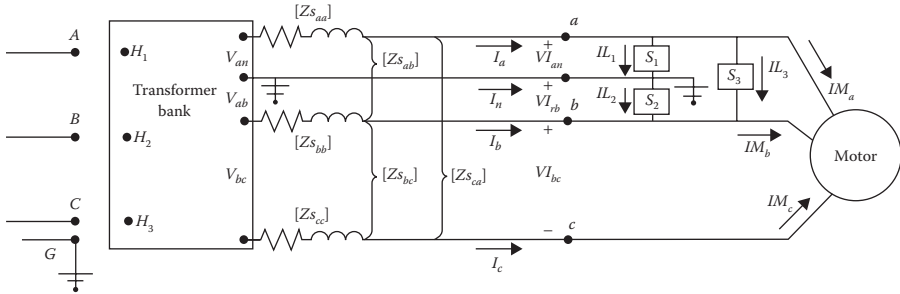 A
B
C
G
H1
H2
H3
Transformer
bank
Van
Vab
Vbc
[Zsaa]
[Zsbb]
[Zscc]
[Zsab]
[Zsbc]
[Zsca]
Ia
In
Ib
Ic
a
+
VIan
VIrb
b
+
VIbc
−
c
IL1
S1
IL2
S2
S3
IL3
IMa
IMb
IMc
Motor